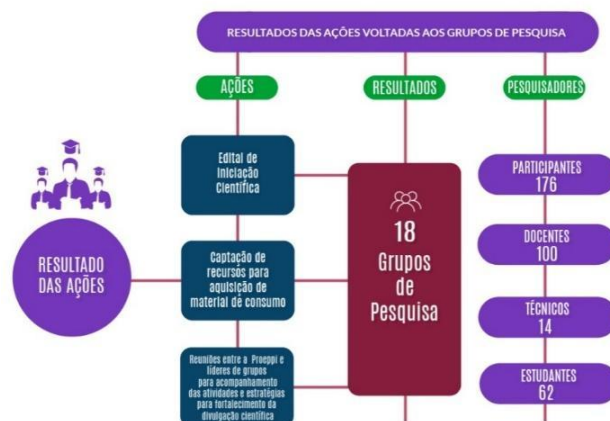 RESULTADOS DAS AÇÕES VOLTADAS AOS GRUPOS DE PESQUISA
AÇÕES
RESULTADOS
PESQUISADORES
RESULTADO
DAS AÇÕES
Edital de
Iniciação
Científica
Captação de
recursos para
aquisição de
material de consumo
Reuniões entre a Proeppi e
líderes de grupos
para acompanhamento
das atividades e estratégias
para fortalecimento da
divulgação científica
18
Grupos
de
Pesquisa
PARTICIPANTES
176
DOCENTES
100
TÉCNICOS
14
ESTUDANTES
62